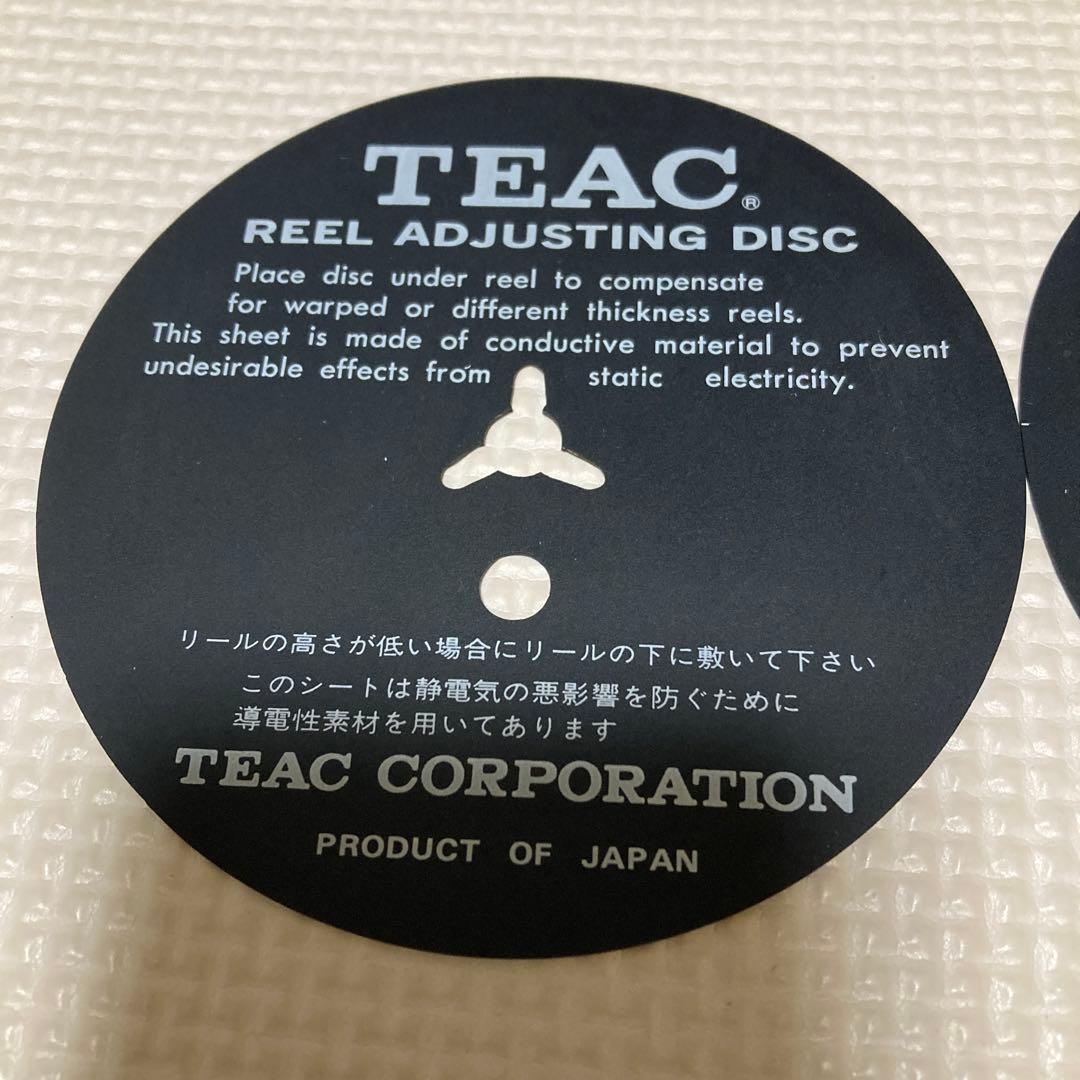 TEAC®
REEL ADJUSTING DISC
Place disc under reel to compensate
for warped or different thickness reels.
This sheet is made of conductive material to prevent
undesirable effects from static electricity.
リールの高さが低い場合にリールの下に敷いて下さい
このシートは静電気の悪影響を防ぐために
導電性素材を用いてあります
TEAC CORPORATION
PRODUCT OF JAPAN